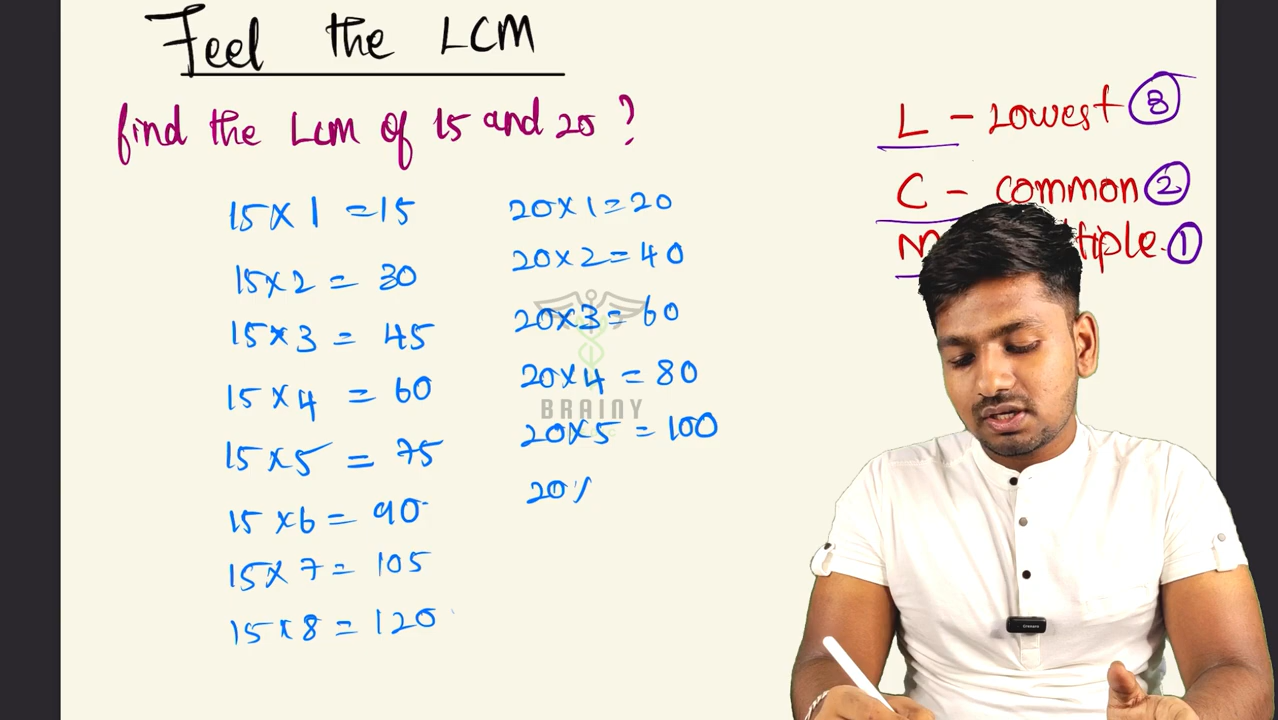 Feel the LCM
find the LCM of 15 and 20 ?
15 x 1 = 15
15 x 2 = 30
15 x 3 = 45
15 x 4 = 60
15 x 5 = 75
15 x 6 = 90
15 x 7 = 105
15 x 8 = 120
20 x 1 = 20
20 x 2 = 40
20 x 3 = 60
20 x 4 = 80
20 x 5 = 100
20
L - Lowest 3
C - common 2
M tiple 1
BRAINY